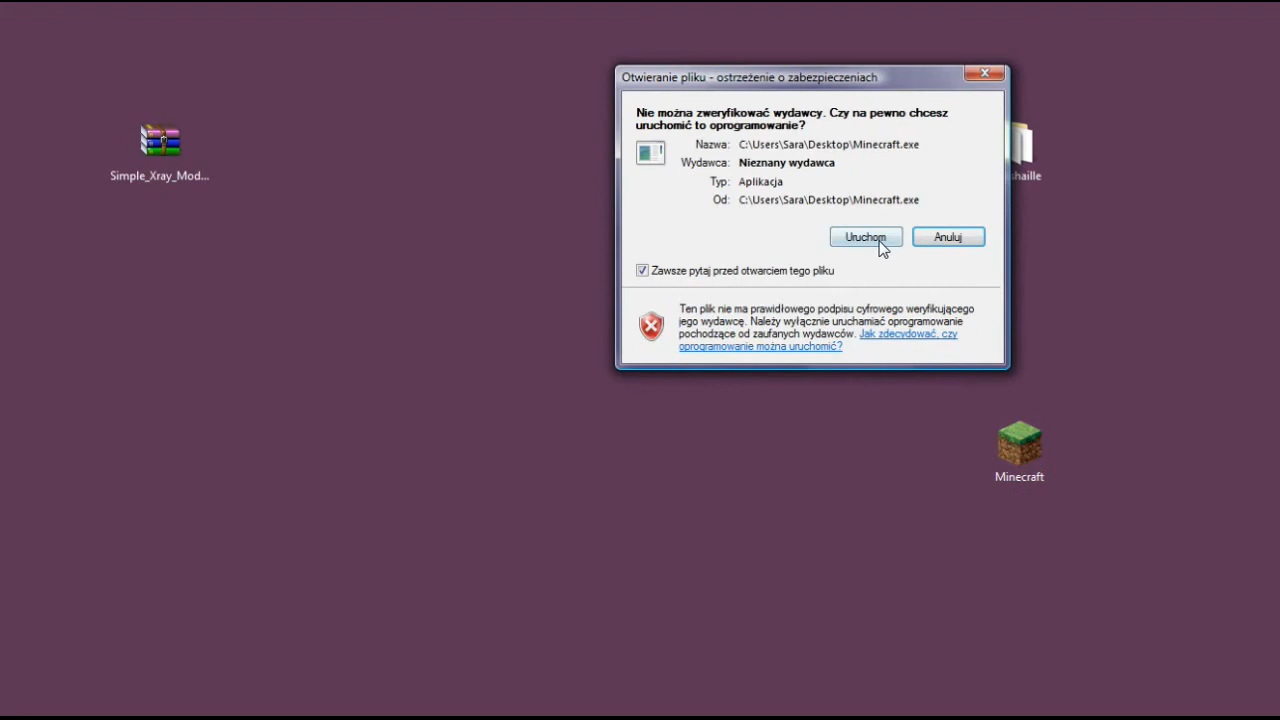 Otwieranie pliku - ostrzeżenie o zabezpieczeniach
Nie można zweryfikować wydawcy. Czy na pewno chcesz
uruchomić to oprogramowanie?
Nazwa: C:\Users\Sara\Desktop\Minecraft.exe
Wydawca: Nieznany wydawca
Typ: Aplikacja
Od: C:\Users\Sara\Desktop\Minecraft.exe
Uruchom Anuluj
Zawsze pytaj przed otwarciem tego pliku
Ten plik nie ma prawidłowego podpisu cyfrowego weryfikującego
jego wydawcę. Należy wyłącznie uruchamiać oprogramowanie
pochodzące od zaufanych wydawców. Jak zdecydować, czy
oprogramowanie można uruchomić?
Simple_Xray_Mod...
shaille
Minecraft